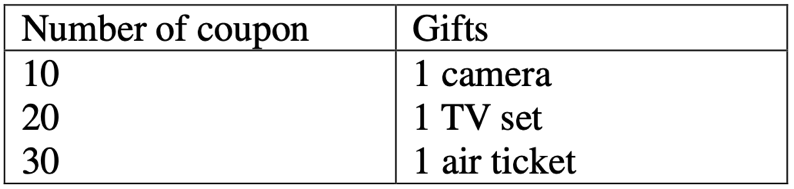 Number of coupon Gifts
10 1 camera
20 1 TV set
30 1 air ticket